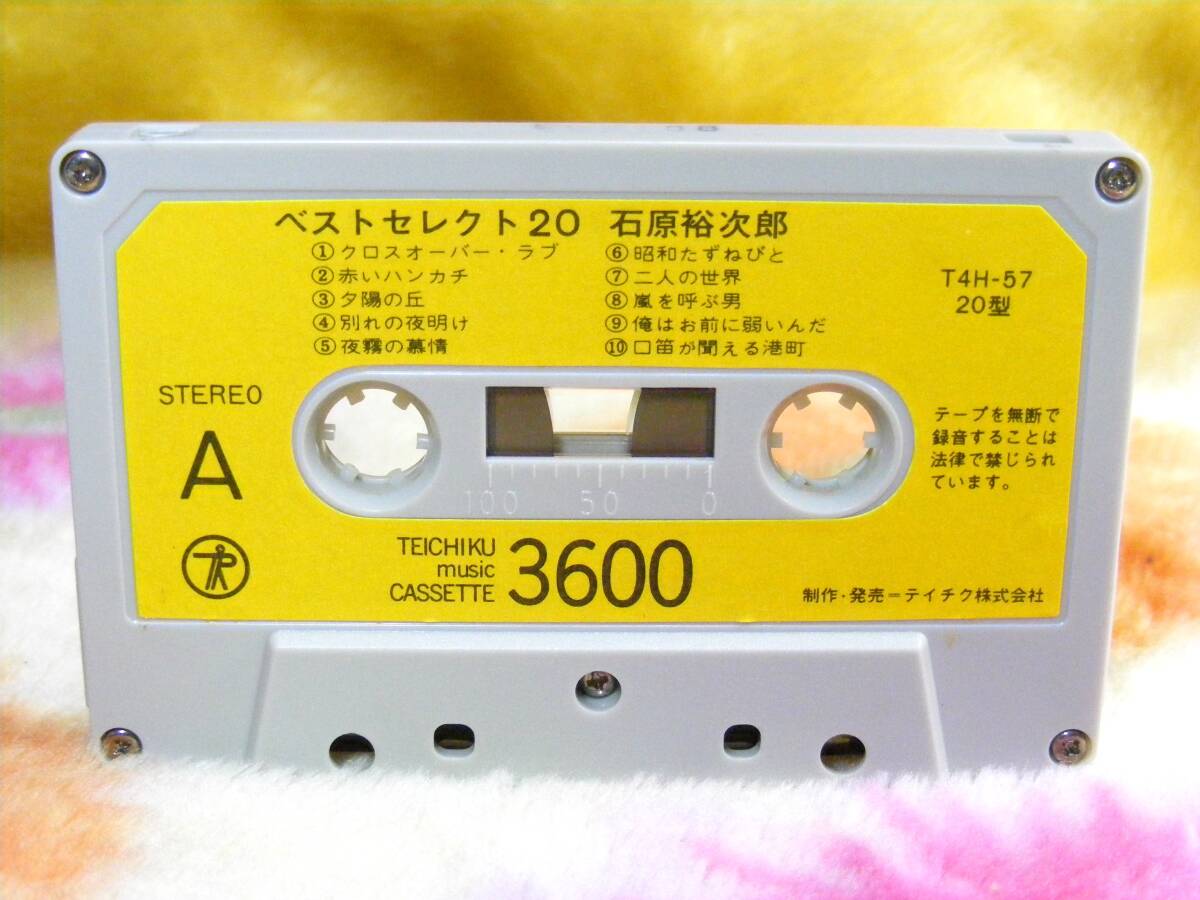 ベストセレクト20 石原裕次郎
①クロスオーバー・ラブ
②赤いハンカチ
③夕陽の丘
④別れの夜明け
⑤夜霧の慕情
⑥昭和たずねびと
⑦二人の世界
⑧嵐を呼ぶ男
⑨俺はお前に弱いんだ
⑩口笛が聞える港町
T4H-57
20型
STEREO
A
テープを無断で
録音することは
法律で禁じられ
ています。
100 50 0
TEICHIKU
music
CASSETTE
3600
制作・発売=テイチク株式会社